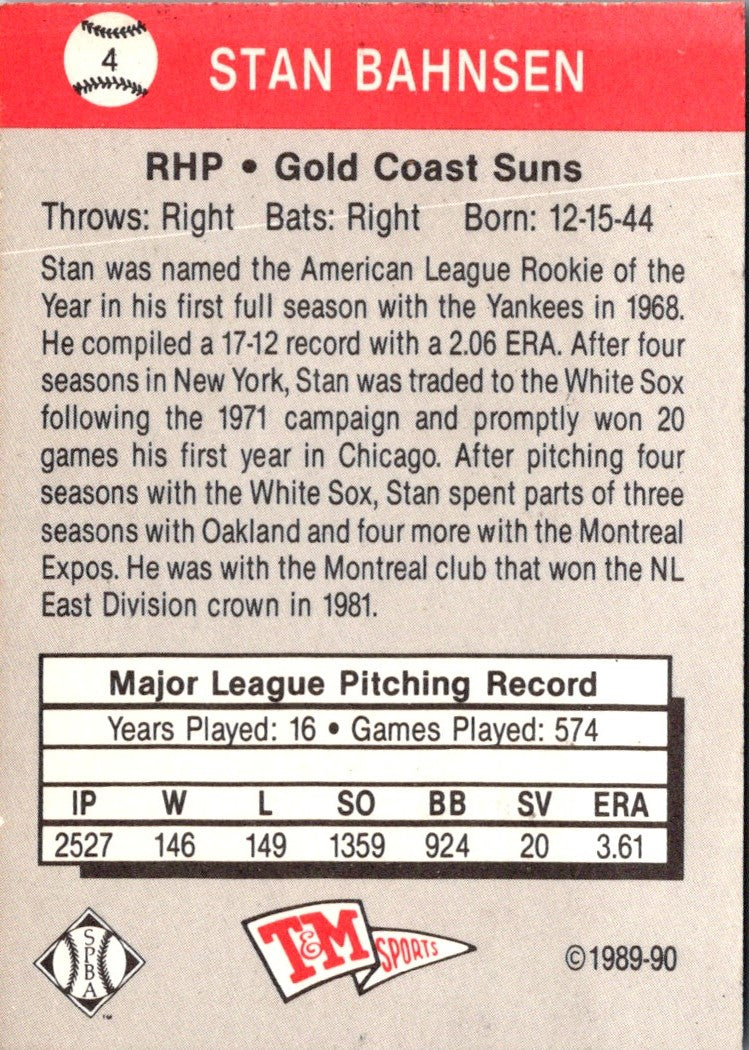 4
STAN BAHNSEN
RHP • Gold Coast Suns
Throws: Right Bats: Right Born: 12-15-44
Stan was named the American League Rookie of the
Year in his first full season with the Yankees in 1968.
He compiled a 17-12 record with a 2.06 ERA. After four
seasons in New York, Stan was traded to the White Sox
following the 1971 campaign and promptly won 20
games his first year in Chicago. After pitching four
seasons with the White Sox, Stan spent parts of three
seasons with Oakland and four more with the Montreal
Expos. He was with the Montreal club that won the NL
East Division crown in 1981.
Major League Pitching Record
Years Played: 16 • Games Played: 574
IP W L SO BB SV ERA
2527 146 149 1359 924 20 3.61
SPBA
™
T&M SPORTS
©1989-90